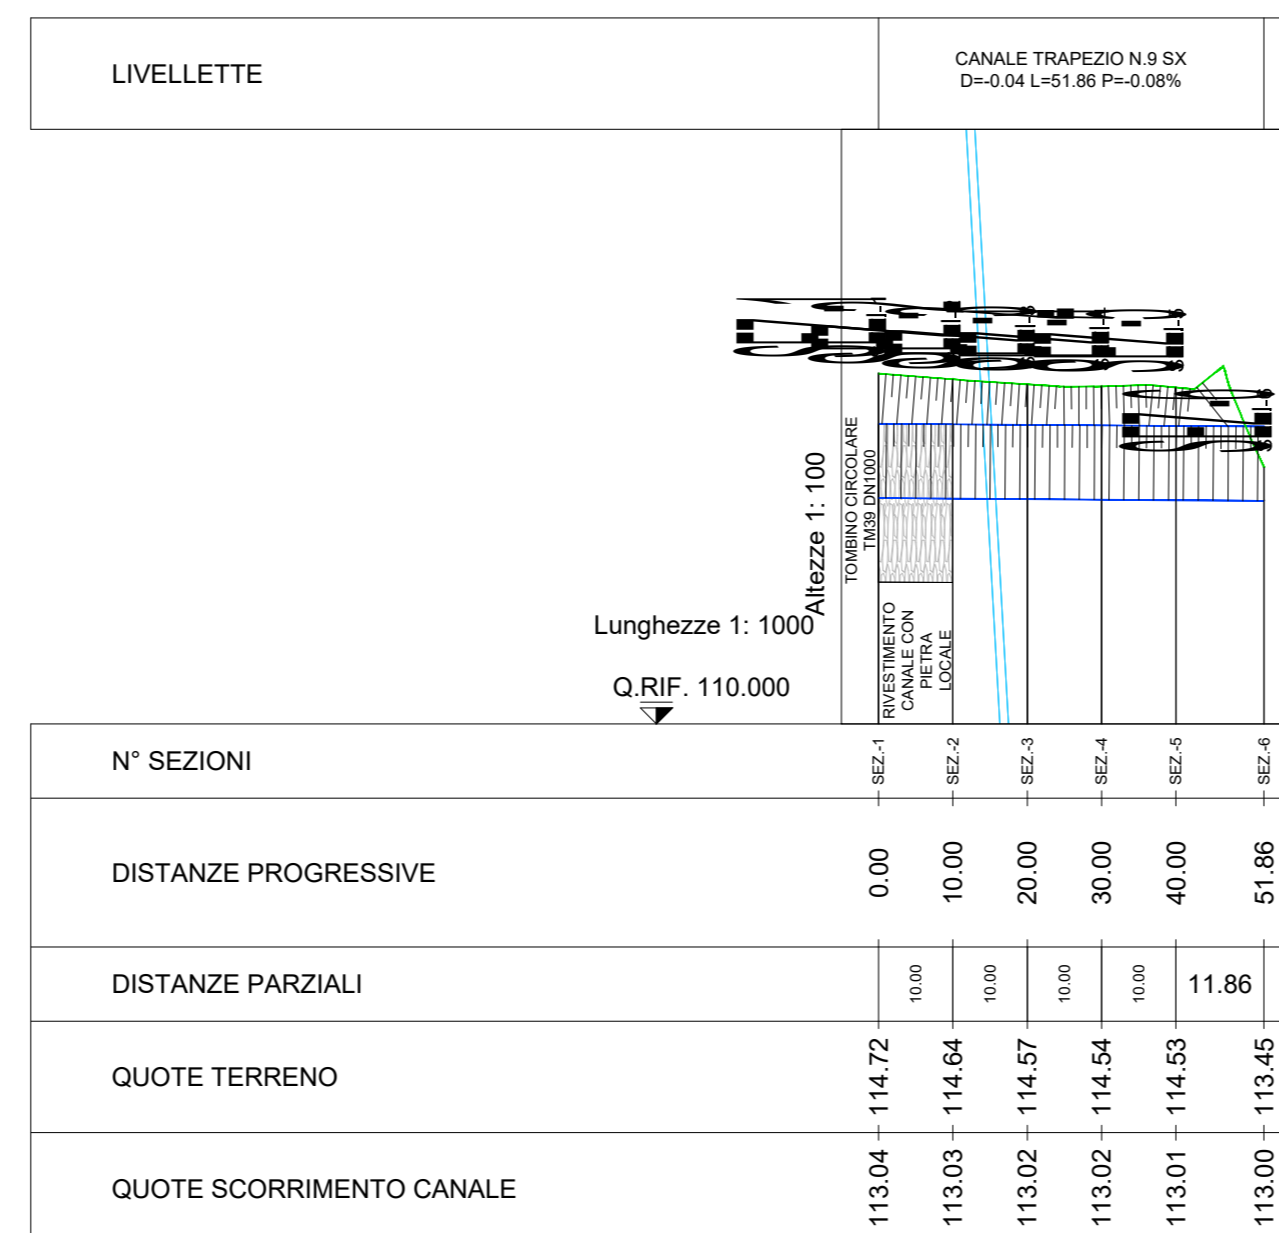 LIVELLETTE
CANALE TRAPEZIO N.9 SX
D=-0.04 L=51.86 P=-0.08%
TOMBINO CIRCOLARE
TM39 DN1000
Altezze 1: 100
Lunghezze 1: 1000
Q.RIF. 110.000
RIVESTIMENTO
CANALE CON
PIETRA
LOCALE
N° SEZIONI
SEZ.-1
SEZ.-2
SEZ.-3
SEZ.-4
SEZ.-5
SEZ.-6
DISTANZE PROGRESSIVE
0.00
10.00
20.00
30.00
40.00
51.86
DISTANZE PARZIALI
10.00
10.00
10.00
10.00
11.86
QUOTE TERRENO
114.72
114.64
114.57
114.54
114.53
113.45
QUOTE SCORRIMENTO CANALE
113.04
113.03
113.02
113.02
113.01
113.00